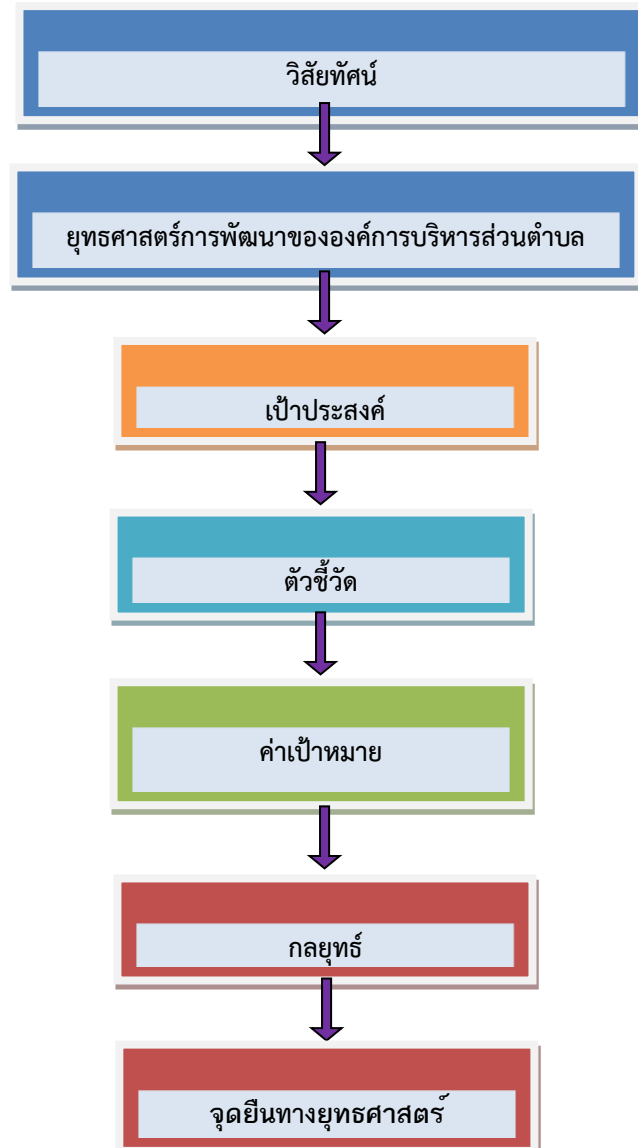 วิสัยทัศน์
ยุทธศาสตร์การพัฒนาขององค์การบริหารส่วนตำบล
เป้าประสงค์
ตัวชี้วัด
ค่าเป้าหมาย
กลยุทธ์
จุดยืนทางยุทธศาสตร์